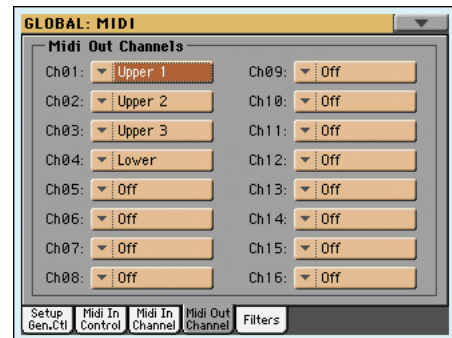 GLOBAL: MIDI
Midi Out Channels
Ch01: Upper 1
Ch02: Upper 2
Ch03: Upper 3
Ch04: Lower
Ch05: Off
Ch06: Off
Ch07: Off
Ch08: Off
Ch09: Off
Ch10: Off
Ch11: Off
Ch12: Off
Ch13: Off
Ch14: Off
Ch15: Off
Ch16: Off
Setup Gen.Ctl
Midi In Control
Midi In Channel
Midi Out Channel
Filters